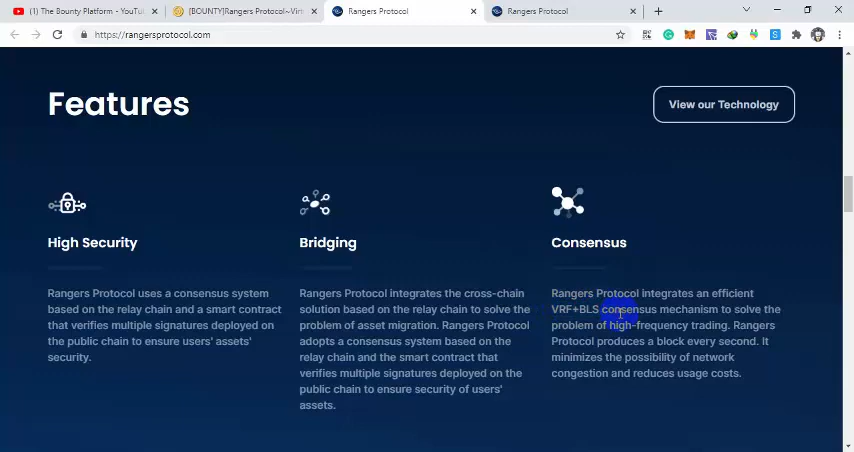 (1) The Bounty Platform - YouTu
[BOUNTY]Rangers Protocol~Virt
Rangers Protocol
Rangers Protocol
https://rangersprotocol.com
Features
View our Technology
High Security
Rangers Protocol uses a consensus system
based on the relay chain and a smart contract
that verifies multiple signatures deployed on
the public chain to ensure users' assets'
security.
Bridging
Rangers Protocol integrates the cross-chain
solution based on the relay chain to solve the
problem of asset migration. Rangers Protocol
adopts a consensus system based on the
relay chain and the smart contract that
verifies multiple signatures deployed on the
public chain to ensure security of users'
assets.
Consensus
Rangers Protocol integrates an efficient
VRF+BLS consensus mechanism to solve the
problem of high-frequency trading. Rangers
Protocol produces a block every second. It
minimizes the possibility of network
congestion and reduces usage costs.